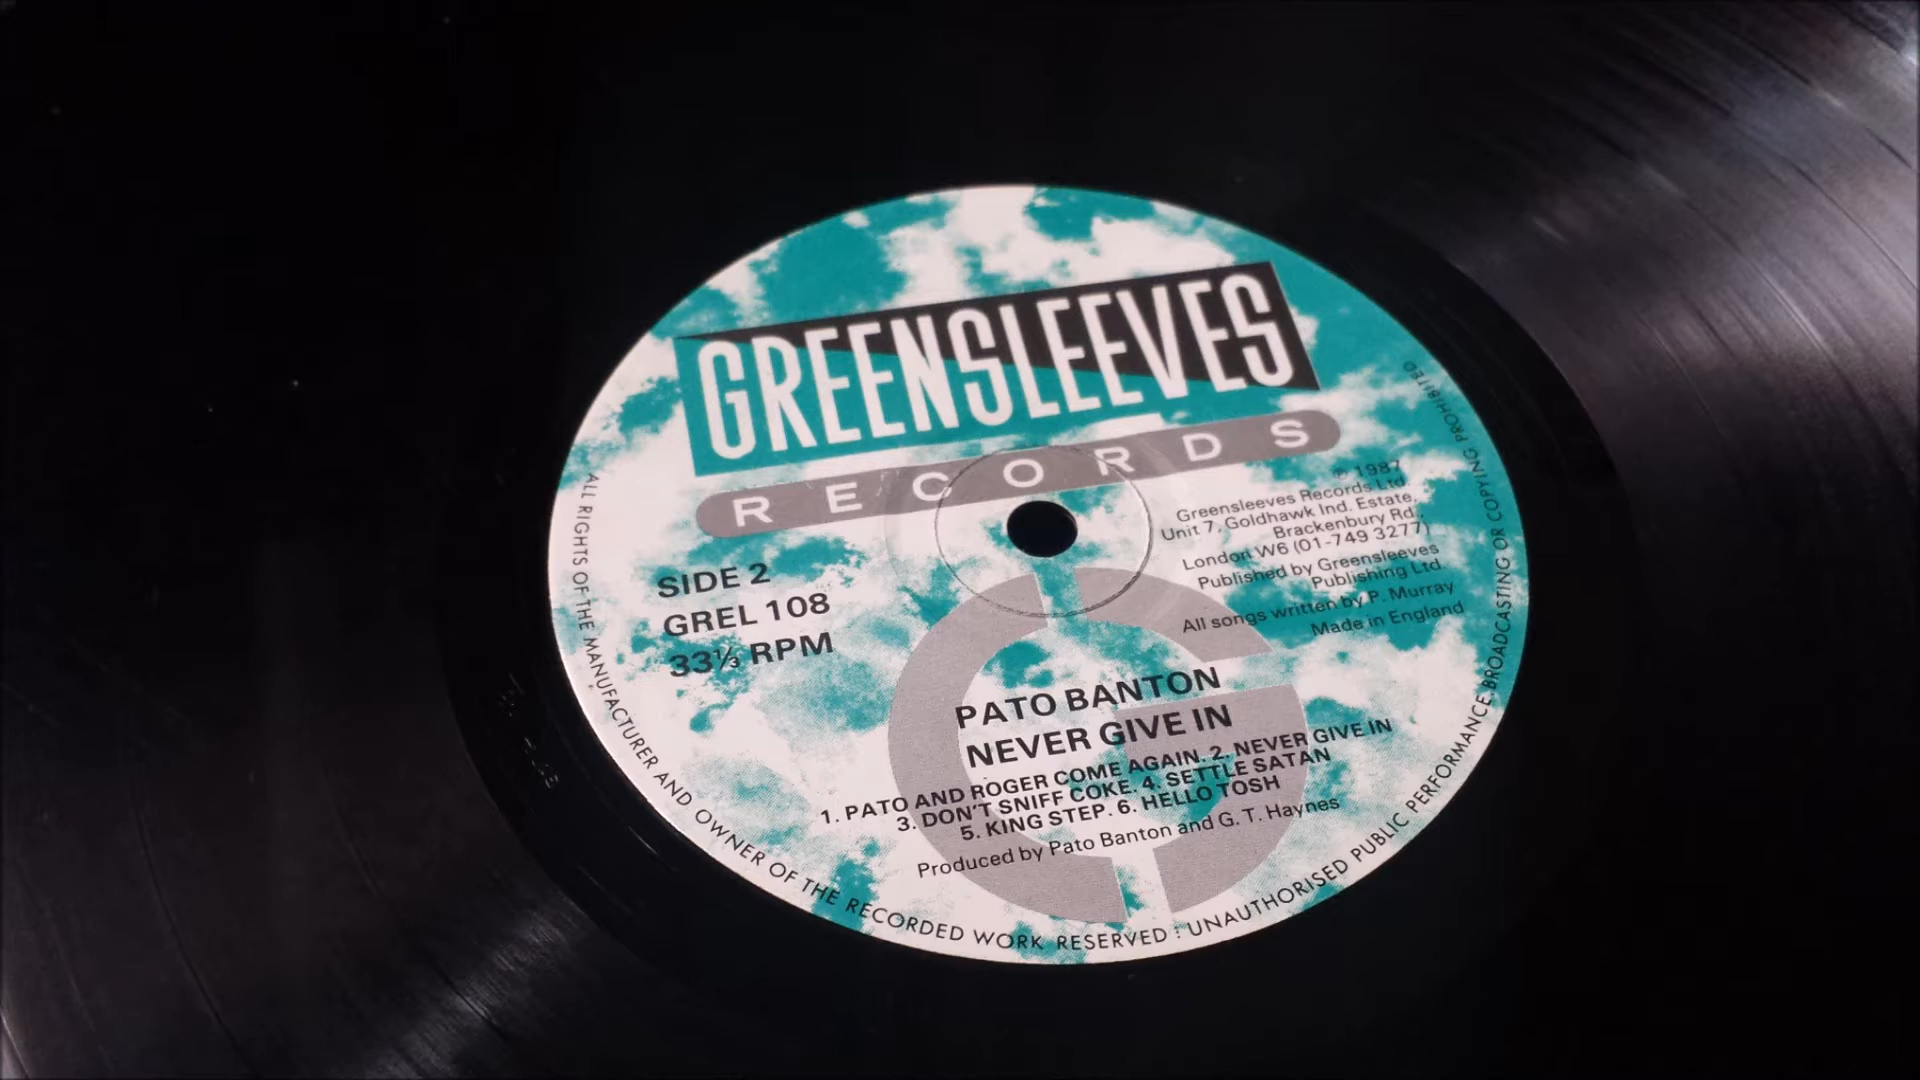 GREENSLEEVES
RECORDS
℗ 1987
Greensleeves Records Ltd.
Unit 7, Goldhawk Ind. Estate,
Brackenbury Rd.,
London W6 (01-749 3277)
Published by Greensleeves
Publishing Ltd.
All songs written by P. Murray
Made in England
SIDE 2
GREL 108
33⅓ RPM
PATO BANTON
NEVER GIVE IN
1. PATO AND ROGER COME AGAIN. 2. NEVER GIVE IN
3. DON'T SNIFF COKE. 4. SETTLE SATAN
5. KING STEP. 6. HELLO TOSH
Produced by Pato Banton and G. T. Haynes
ALL RIGHTS OF THE MANUFACTURER AND OWNER OF THE RECORDED WORK RESERVED : UNAUTHORISED PUBLIC PERFORMANCE BROADCASTING OR COPYING PROHIBITED